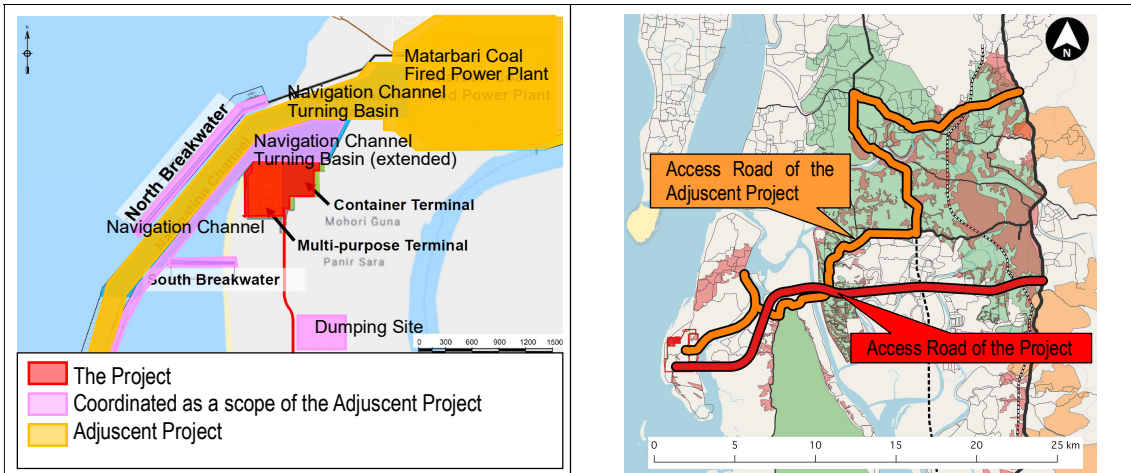 Matarbari Coal
Fired Power Plant
Navigation Channel
Turning Basin
Navigation Channel
Turning Basin (extended)
North Breakwater
Navigation Channel
Container Terminal
Mohori Guna
Navigation Channel
Multi-purpose Terminal
Panir Sara
South Breakwater
Dumping Site
0 300 600 900 1200 1500
The Project
Coordinated as a scope of the Adjuscent Project
Adjuscent Project
N
Access Road of the
Adjuscent Project
Access Road of the Project
0 5 10 15 20 25 km